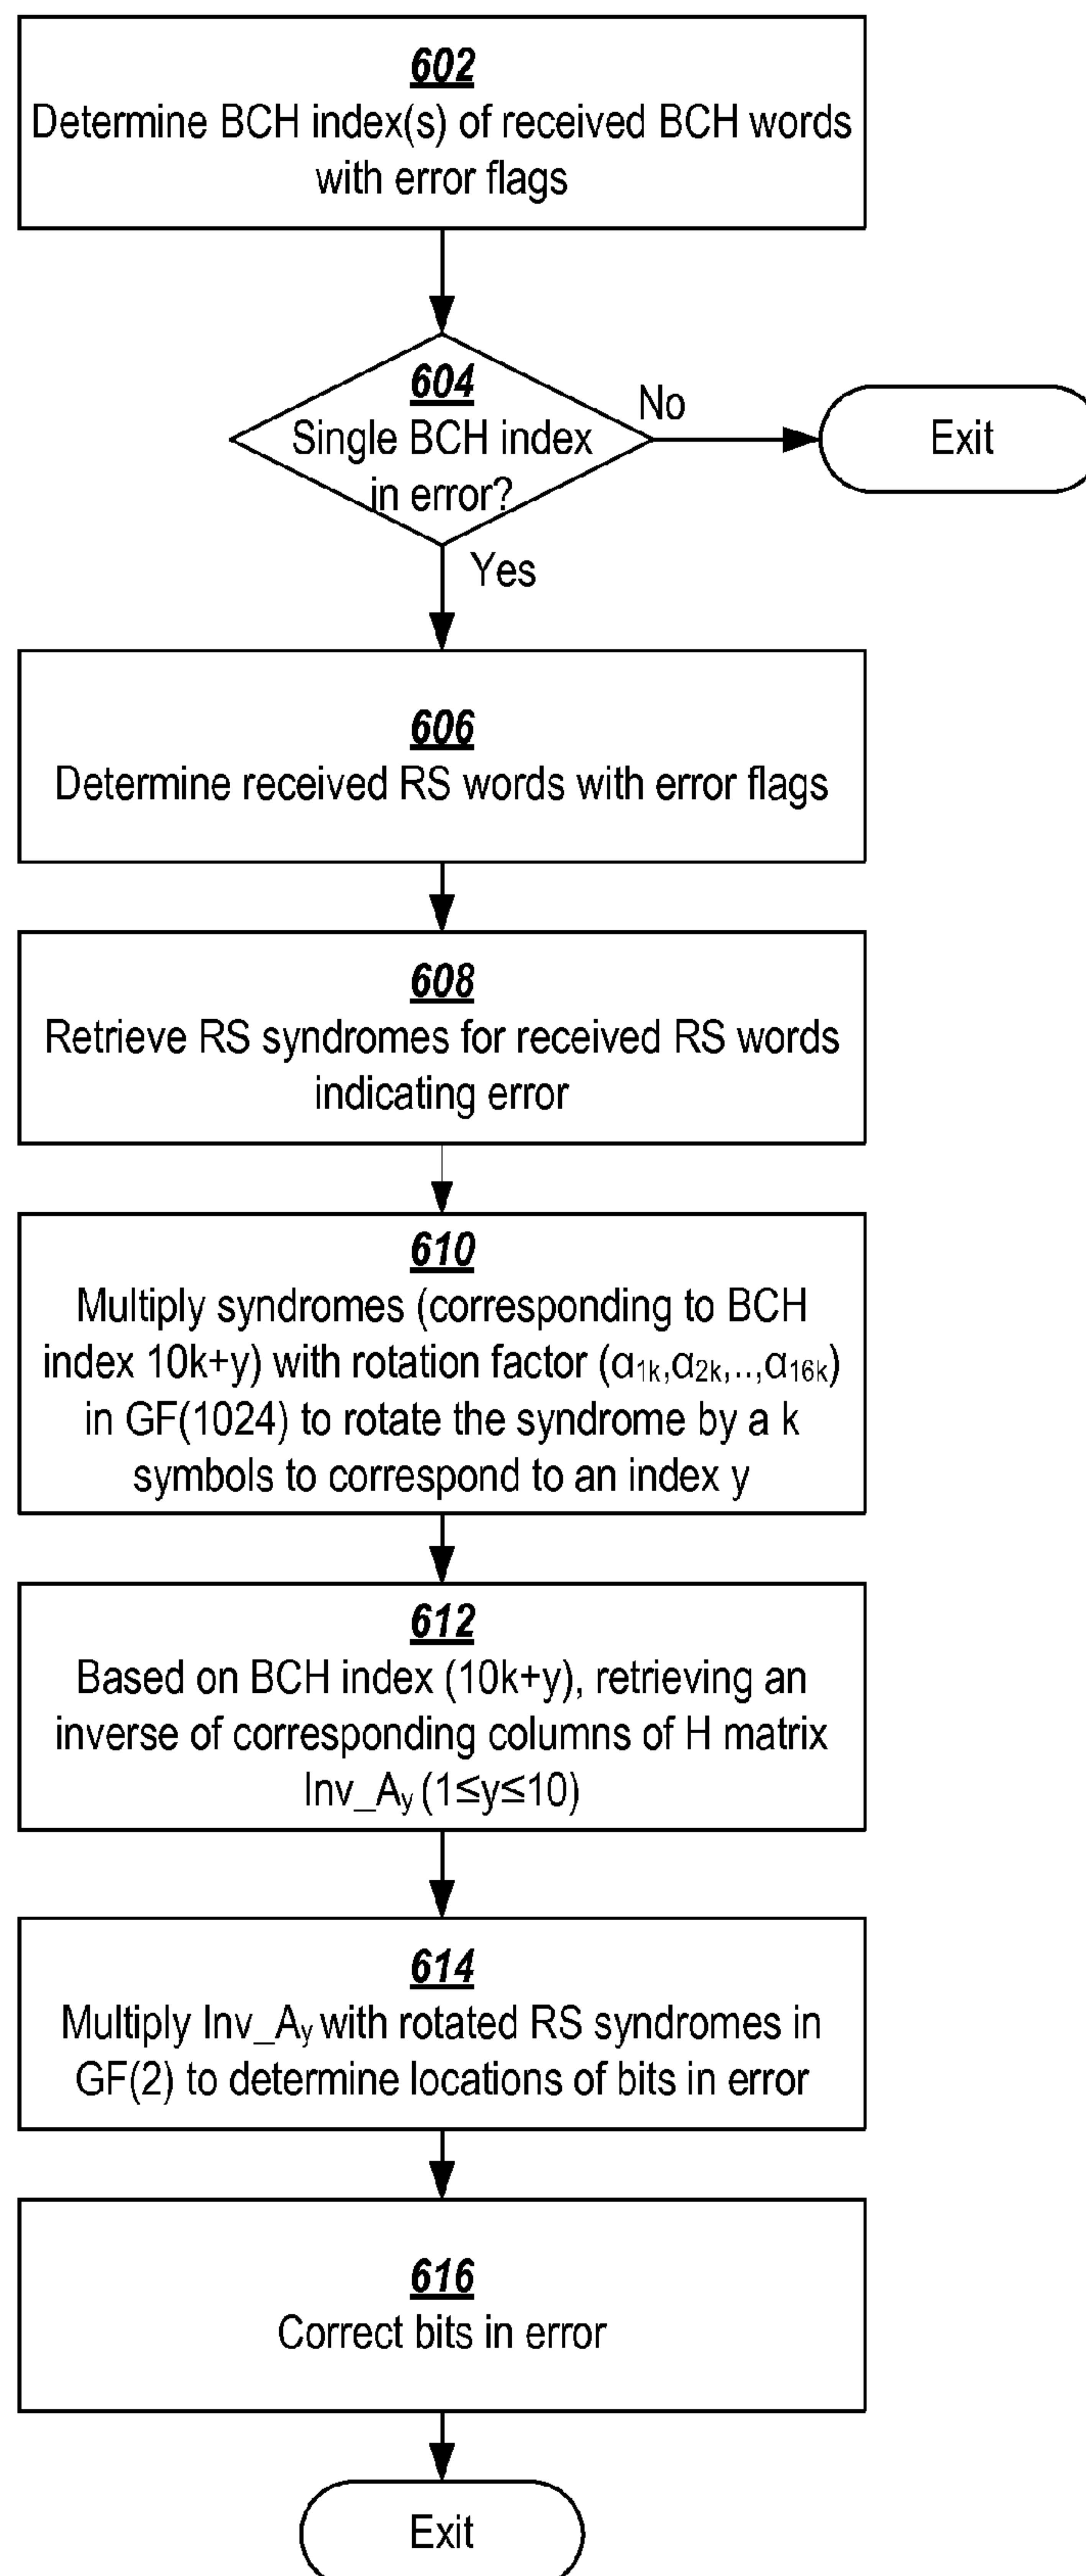 602
Determine BCH index(s) of received BCH words
with error flags
604
Single BCH index
in error?
No
Exit
Yes
606
Determine received RS words with error flags
608
Retrieve RS syndromes for received RS words
indicating error
610
Multiply syndromes (corresponding to BCH
index 10k+y) with rotation factor (α1k,α2k,..,α16k)
in GF(1024) to rotate the syndrome by a k
symbols to correspond to an index y
612
Based on BCH index (10k+y), retrieving an
inverse of corresponding columns of H matrix
Inv_Ay (1≤y≤10)
614
Multiply Inv_Ay with rotated RS syndromes in
GF(2) to determine locations of bits in error
616
Correct bits in error
Exit